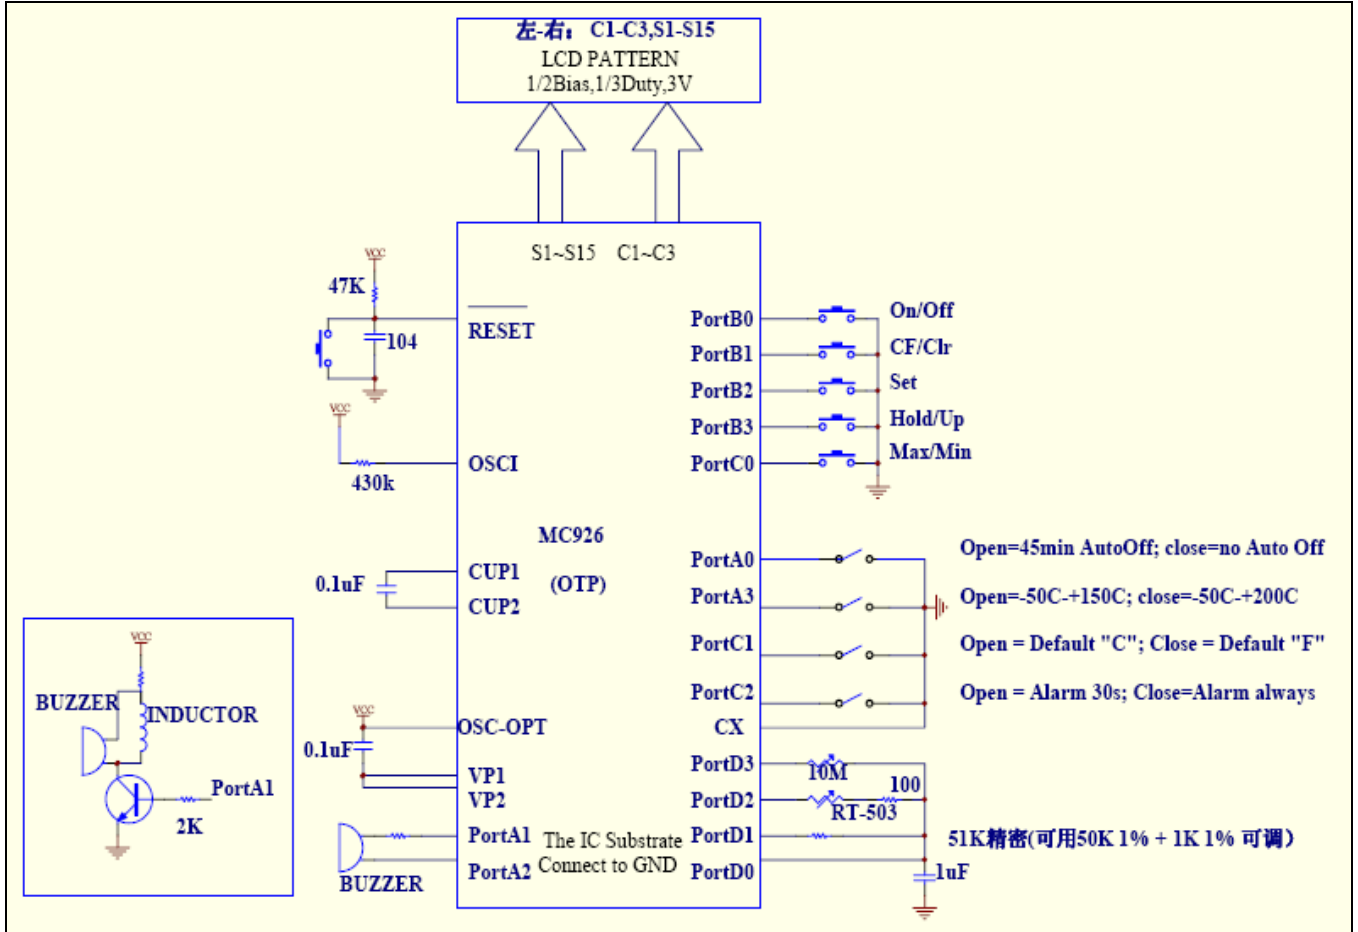 左-右: C1-C3,S1-S15
LCD PATTERN
1/2Bias,1/3Duty,3V
S1~S15 C1~C3
VCC
47K
104
RESET
VCC
430k
OSCI
MC926
(OTP)
0.1uF
CUP1
CUP2
VCC
OSC-OPT
0.1uF
VP1
VP2
PortA1
PortA2
BUZZER
The IC Substrate
Connect to GND
VCC
BUZZER
INDUCTOR
PortA1
2K
PortB0
On/Off
PortB1
CF/Clr
PortB2
Set
PortB3
Hold/Up
PortC0
Max/Min
PortA0
Open=45min AutoOff; close=no Auto Off
PortA3
Open=-50C-+150C; close=-50C-+200C
PortC1
Open = Default "C"; Close = Default "F"
PortC2
Open = Alarm 30s; Close=Alarm always
CX
PortD3
10M
PortD2
100
RT-503
PortD1
51K精密(可用50K 1% + 1K 1% 可调)
PortD0
1uF